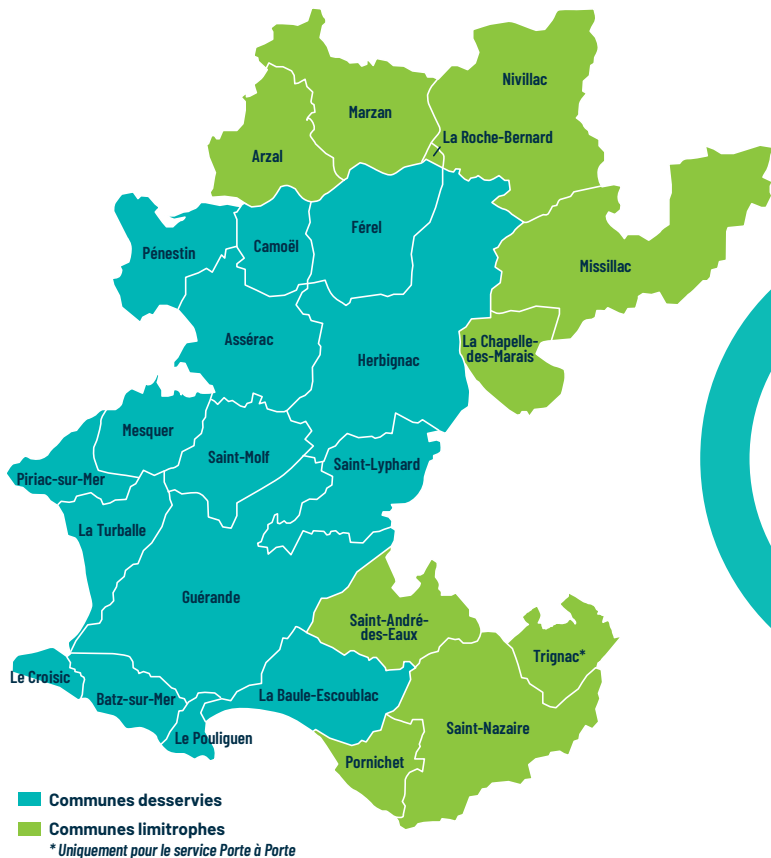 Nivillac
Marzan
La Roche-Bernard
Arzal
Férel
Camoël
Pénestin
Missillac
Assérac
La Chapelle-
des-Marais
Herbignac
Mesquer
Saint-Molf
Saint-Lyphard
Piriac-sur-Mer
La Turballe
Guérande
Saint-André-
des-Eaux
Trignac*
Le Croisic
Batz-sur-Mer
La Baule-Escoublac
Saint-Nazaire
Le Pouliguen
Pornichet
Communes desservies
Communes limitrophes
* Uniquement pour le service Porte à Porte